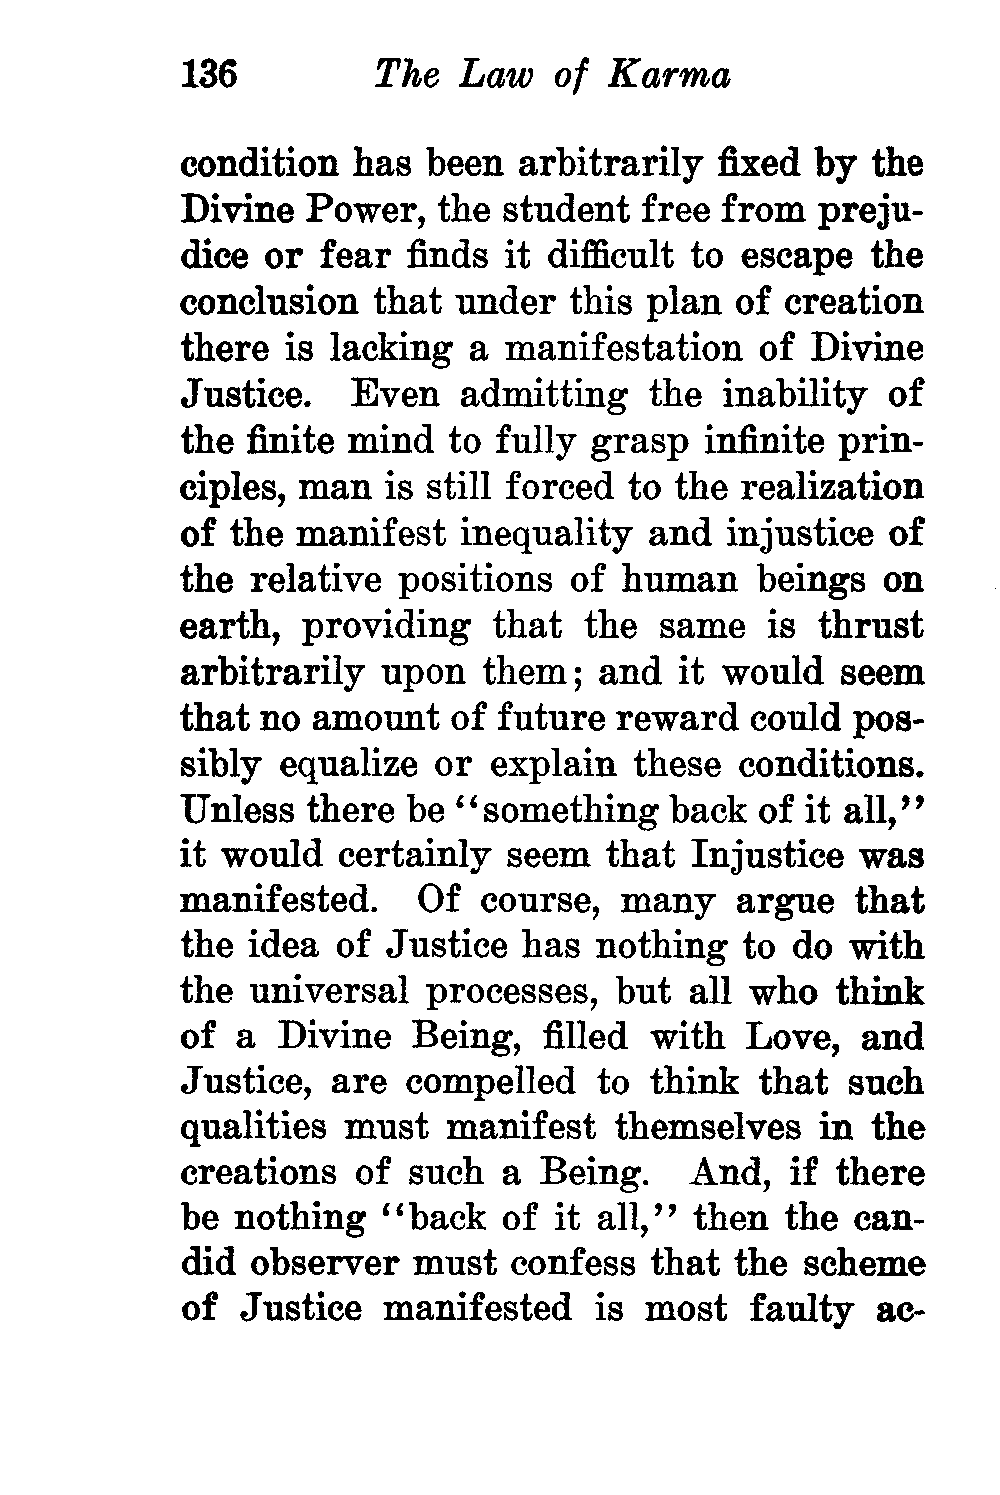 136 The Law of Karma
condition has been arbitrarily fixed by the
Divine Power, the student free from preju-
dice or fear finds it difficult to escape the
conclusion that under this plan of creation
there is lacking a manifestation of Divine
Justice. Even admitting the inability of
the finite mind to fully grasp infinite prin-
ciples, man is still forced to the realization
of the manifest inequality and injustice of
the relative positions of human beings on
earth, providing that the same is thrust
arbitrarily upon them; and it would seem
that no amount of future reward could pos-
sibly equalize or explain these conditions.
Unless there be "something back of it all,"
it would certainly seem that Injustice was
manifested. Of course, many argue that
the idea of Justice has nothing to do with
the universal processes, but all who think
of a Divine Being, filled with Love, and
Justice, are compelled to think that such
qualities must manifest themselves in the
creations of such a Being. And, if there
be nothing "back of it all," then the can-
did observer must confess that the scheme
of Justice manifested is most faulty ac-